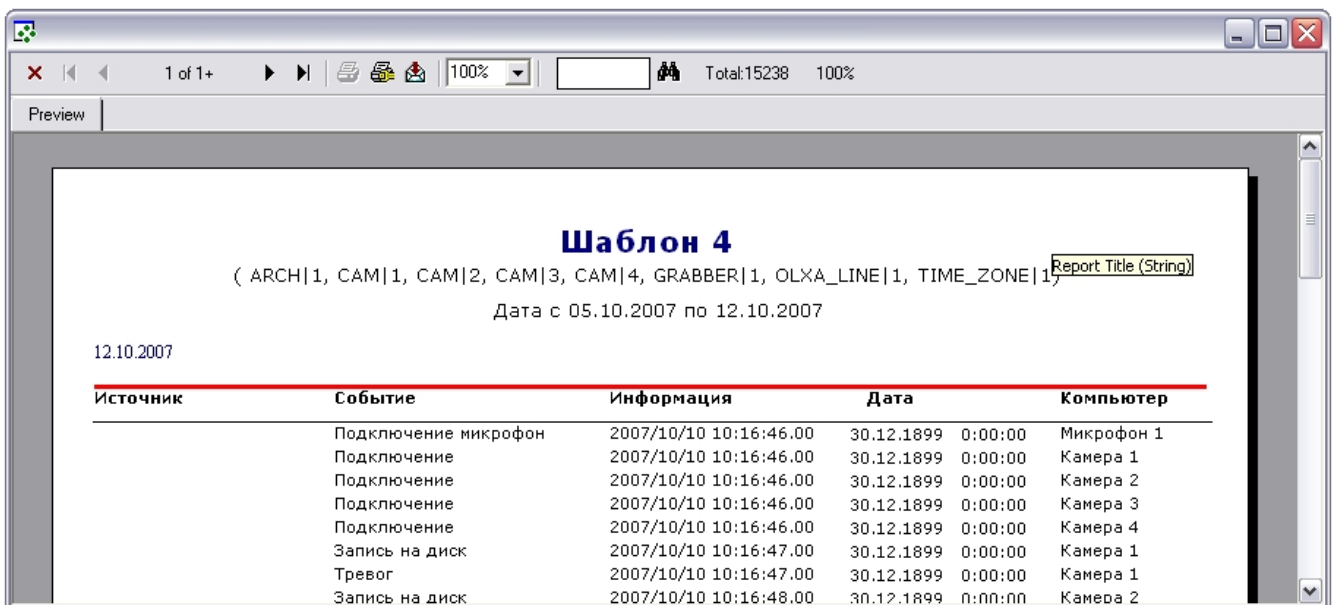 1 of 1+ 100% Total:15238 100%
Preview
Шаблон 4
( ARCH|1, CAM|1, CAM|2, CAM|3, CAM|4, GRABBER|1, OLXA_LINE|1, TIME_ZONE|1)
Report Title (String)
Дата с 05.10.2007 по 12.10.2007
12.10.2007
Источник Событие Информация Дата Компьютер
Подключение микрофон 2007/10/10 10:16:46.00 30.12.1899 0:00:00 Микрофон 1
Подключение 2007/10/10 10:16:46.00 30.12.1899 0:00:00 Камера 1
Подключение 2007/10/10 10:16:46.00 30.12.1899 0:00:00 Камера 2
Подключение 2007/10/10 10:16:46.00 30.12.1899 0:00:00 Камера 3
Подключение 2007/10/10 10:16:46.00 30.12.1899 0:00:00 Камера 4
Запись на диск 2007/10/10 10:16:47.00 30.12.1899 0:00:00 Камера 1
Тревог 2007/10/10 10:16:47.00 30.12.1899 0:00:00 Камера 1
Запись на диск 2007/10/10 10:16:48.00 30.12.1899 0:00:00 Камера 2